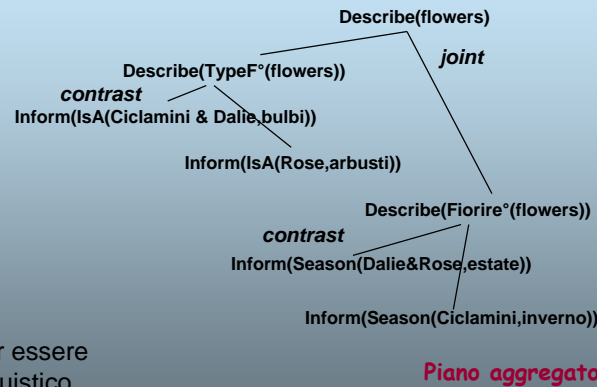 Describe(flowers)
joint
Describe(TypeF°(flowers))
contrast
Inform(IsA(Ciclamini & Dalie,bulbi))
Inform(IsA(Rose,arbusti))
Describe(Fiorire°(flowers))
contrast
Inform(Season(Dalie&Rose,estate))
Inform(Season(Ciclamini,inverno))
essere
Piano aggregato